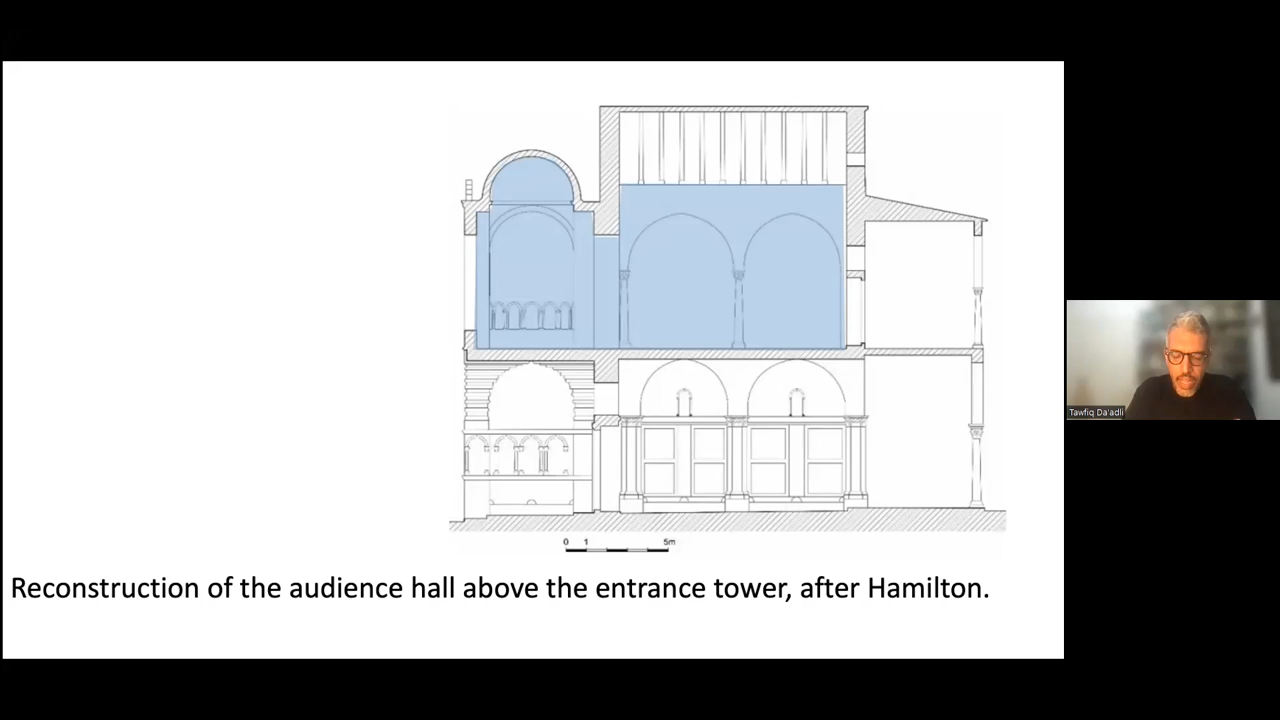 0 1 5m
Reconstruction of the audience hall above the entrance tower, after Hamilton.
Tawfiq Da'adli